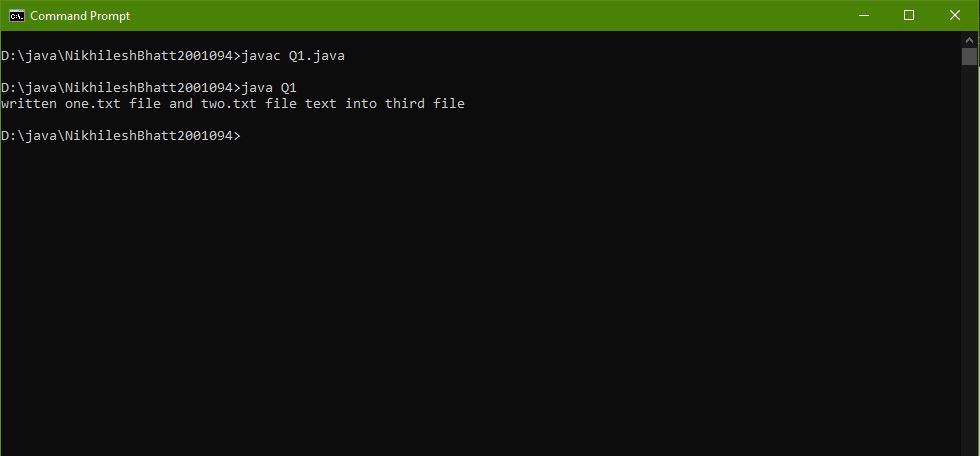 Command Prompt
D:\java\NikhileshBhatt2001094>javac Q1.java
D:\java\NikhileshBhatt2001094>java Q1
written one.txt file and two.txt file text into third file
D:\java\NikhileshBhatt2001094>